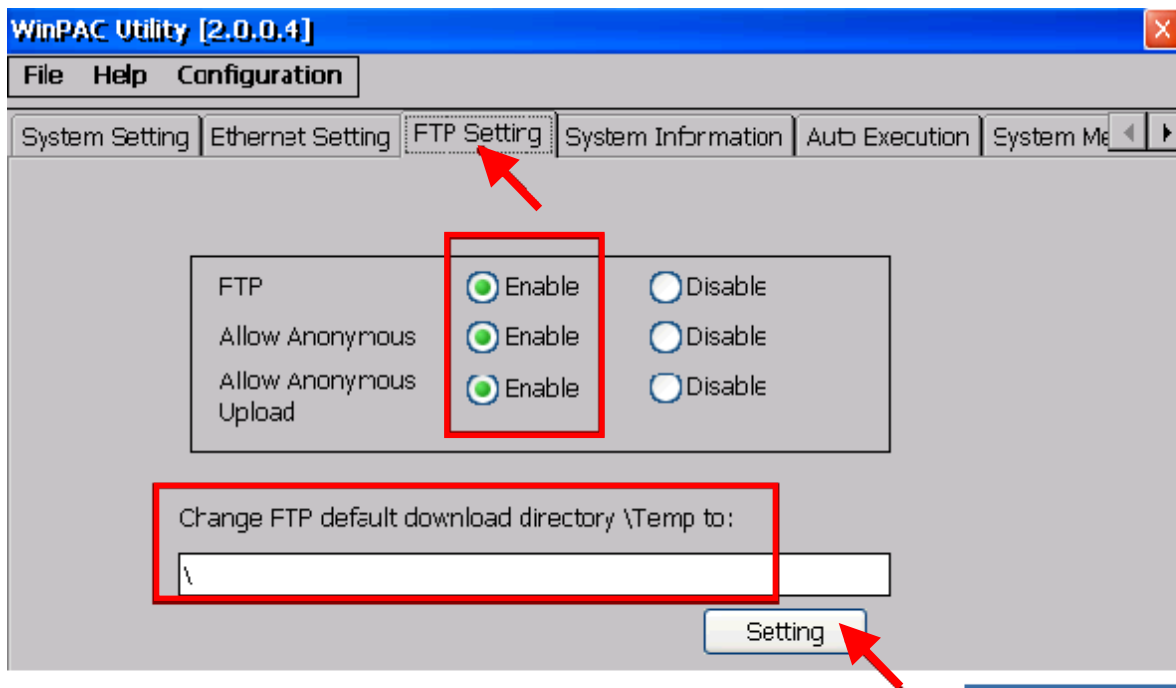 WinPAC Utility [2.0.0.4]
File Help Configuration
System Setting Ethernet Setting FTP Setting System Information Auto Execution System Me
FTP Enable Disable
Allow Anonymous Enable Disable
Allow Anonymous Upload Enable Disable
Change FTP default download directory \Temp to:
\
Setting